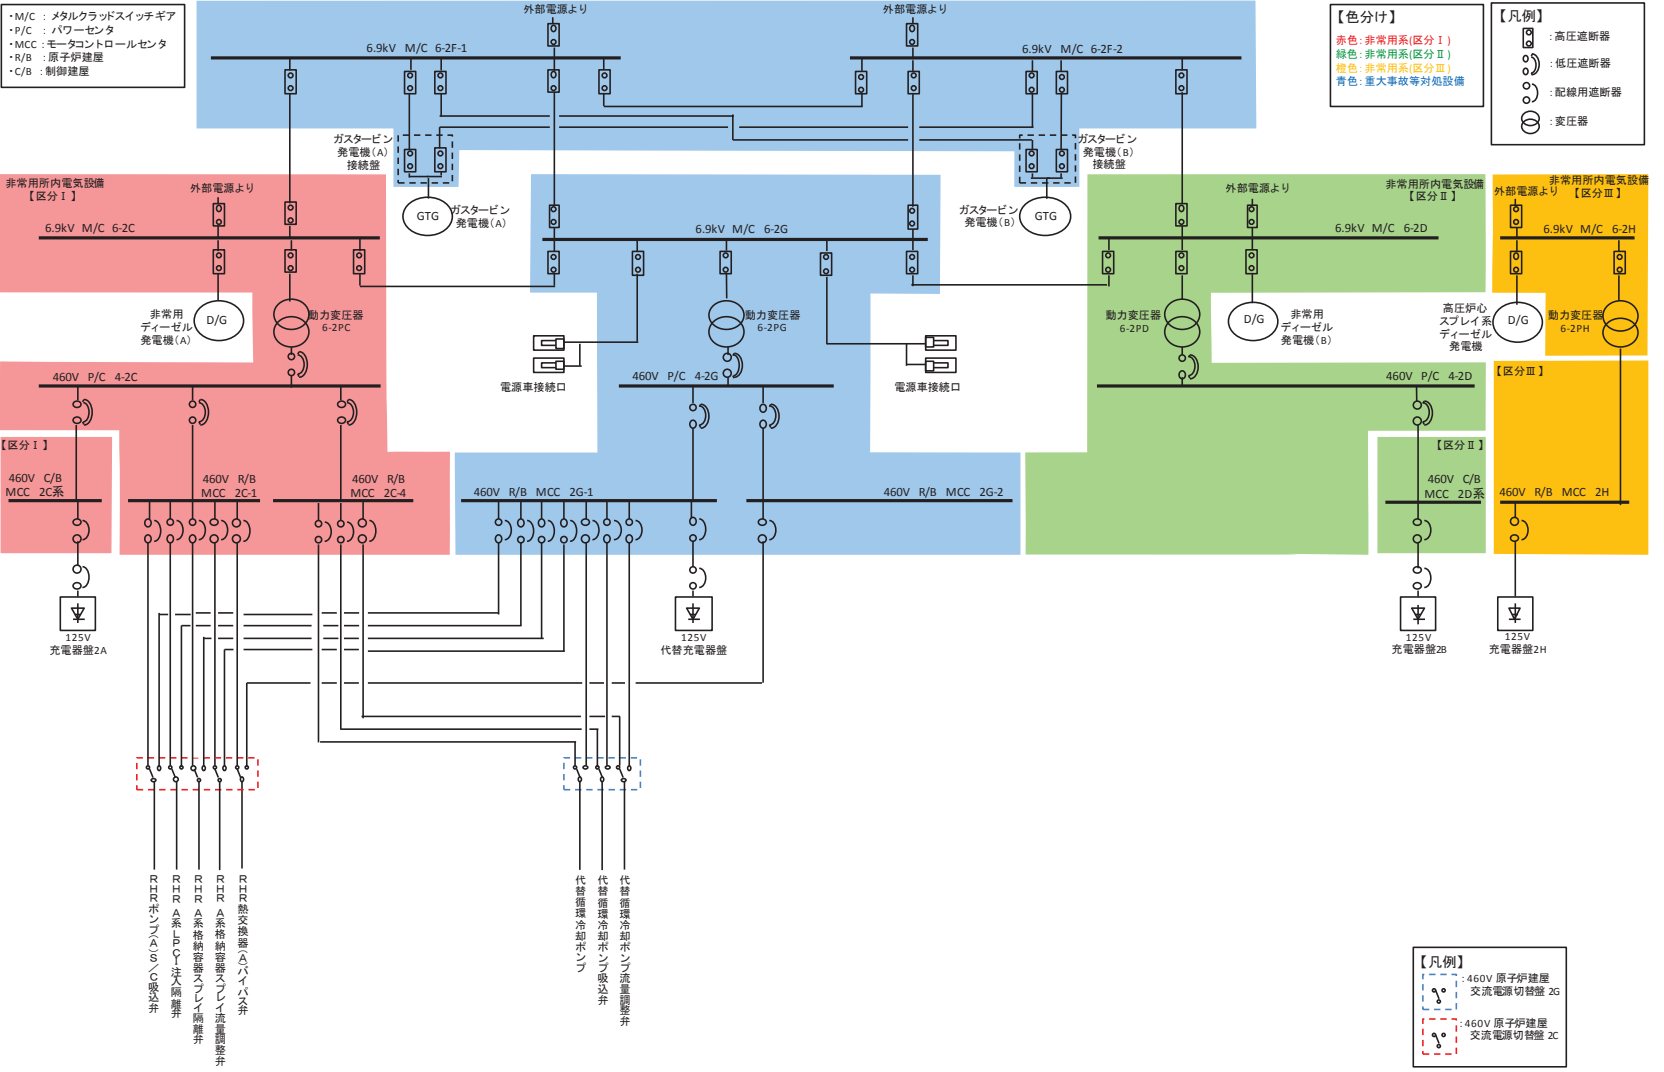 ・M/C ：メタルクラッドスイッチギア
・P/C ：パワーセンタ
・MCC：モータコントロールセンタ
・R/B ：原子炉建屋
・C/B ：制御建屋
外部電源より
外部電源より
6.9kV M/C 6-2F-1
6.9kV M/C 6-2F-2
【色分け】
赤色：非常用系(区分Ⅰ)
緑色：非常用系(区分Ⅱ)
橙色：非常用系(区分Ⅲ)
青色：重大事故等対処設備
【凡例】
：高圧遮断器
：低圧遮断器
：配線用遮断器
：変圧器
ガスタービン
発電機(A)
接続盤
ガスタービン
発電機(B)
接続盤
GTG
ガスタービン
発電機(A)
ガスタービン
発電機(B)
GTG
非常用所内電気設備
【区分Ⅰ】
外部電源より
6.9kV M/C 6-2C
6.9kV M/C 6-2G
外部電源より
非常用所内電気設備
【区分Ⅱ】
6.9kV M/C 6-2D
非常用所内電気設備
外部電源より
【区分Ⅲ】
6.9kV M/C 6-2H
非常用
ディーゼル
発電機(A)
D/G
動力変圧器
6-2PC
動力変圧器
6-2PG
動力変圧器
6-2PD
D/G
非常用
ディーゼル
発電機(B)
高圧炉心
スプレイ系
ディーゼル
発電機
D/G
動力変圧器
6-2PH
電源車接続口
電源車接続口
460V P/C 4-2C
460V P/C 4-2G
460V P/C 4-2D
【区分Ⅲ】
【区分Ⅰ】
【区分Ⅱ】
460V C/B
MCC 2C系
460V R/B
MCC 2C-1
460V R/B
MCC 2C-4
460V R/B MCC 2G-1
460V R/B MCC 2G-2
460V C/B
MCC 2D系
460V R/B MCC 2H
125V
充電器盤2A
125V
代替充電器盤
125V
充電器盤2B
125V
充電器盤2H
RHRポンプ(A)S/C吸込弁
RHR A系LPCI注入隔離弁
RHR A系格納容器スプレイ隔離弁
RHR A系格納容器スプレイ流量調整弁
RHR熱交換器(A)バイパス弁
代替循環冷却ポンプ
代替循環冷却ポンプ吸込弁
代替循環冷却ポンプ流量調整弁
【凡例】
：460V 原子炉建屋
交流電源切替盤 2G
：460V 原子炉建屋
交流電源切替盤 2C